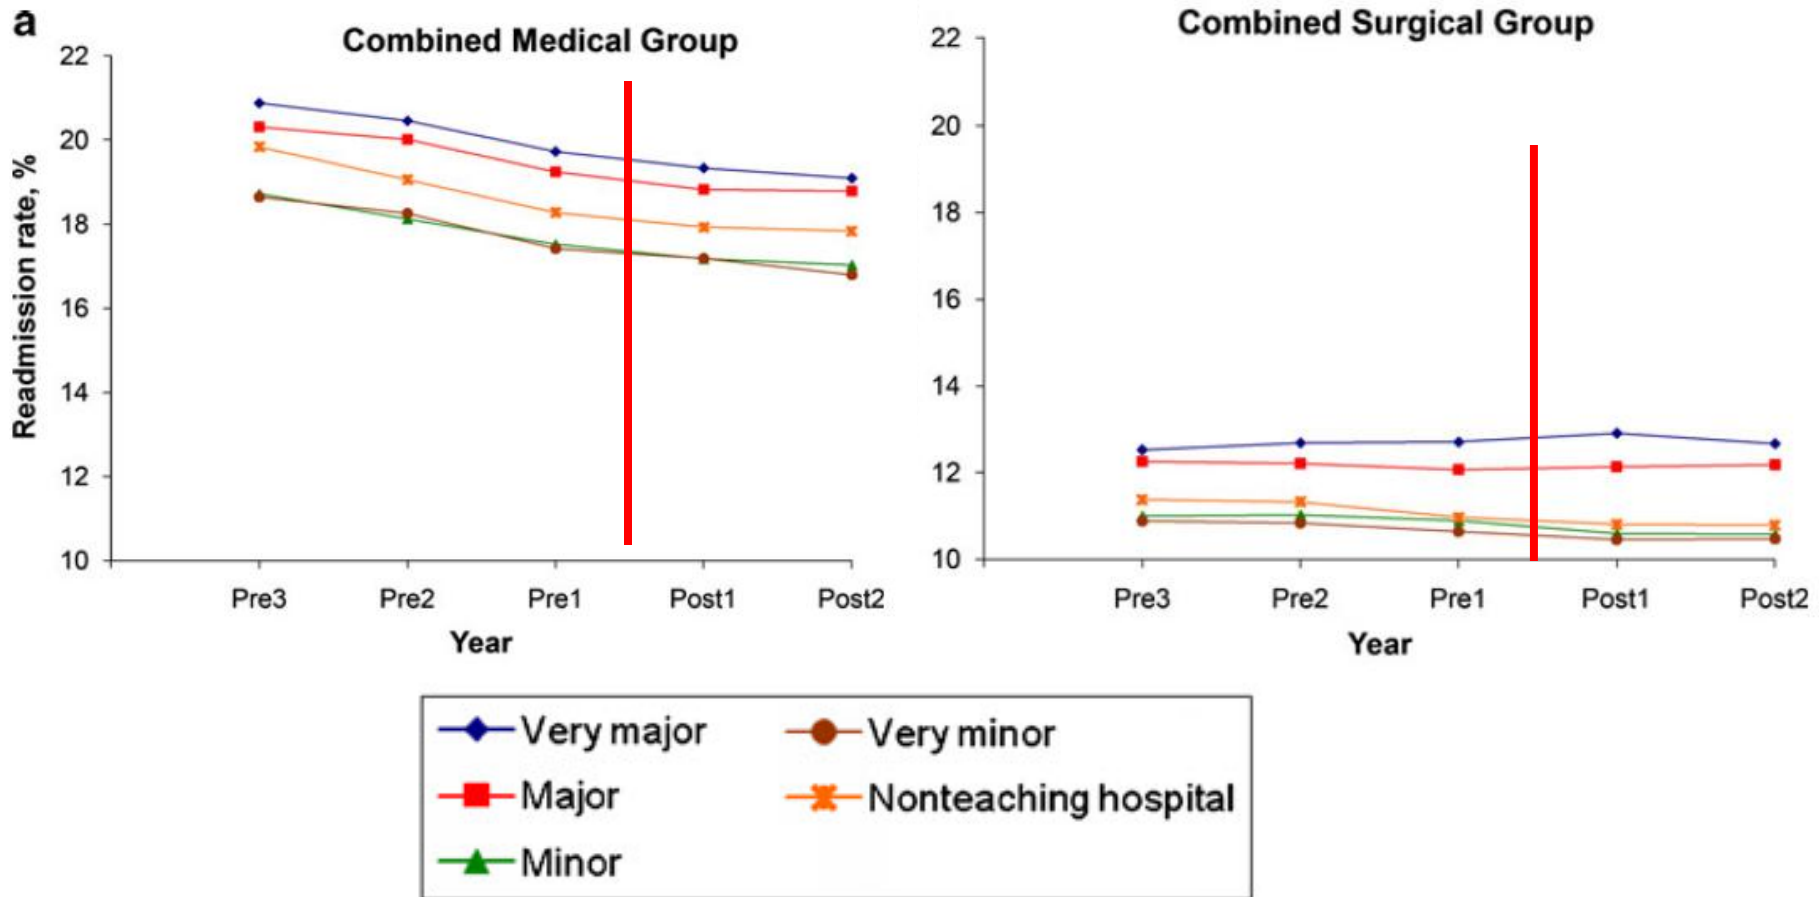 a
Combined Medical Group
Readmission rate, %
22
20
18
16
14
12
10
Pre3 Pre2 Pre1 Post1 Post2
Year
Combined Surgical Group
22
20
18
16
14
12
10
Pre3 Pre2 Pre1 Post1 Post2
Year
Very major
Major
Minor
Very minor
Nonteaching hospital